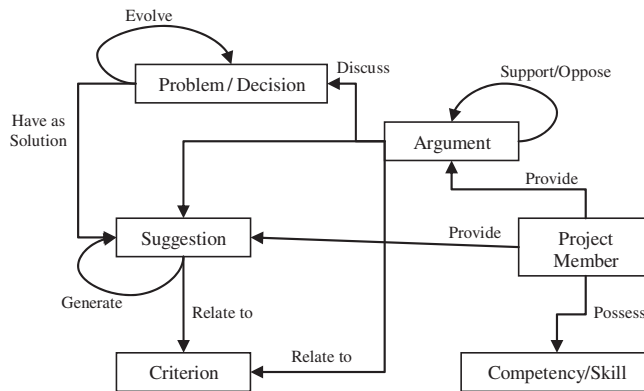 Evolve
Problem / Decision
Discuss
Support/Oppose
Have as
Solution
Argument
Provide
Suggestion
Provide
Project
Member
Generate
Relate to
Possess
Criterion
Relate to
Competency/Skill